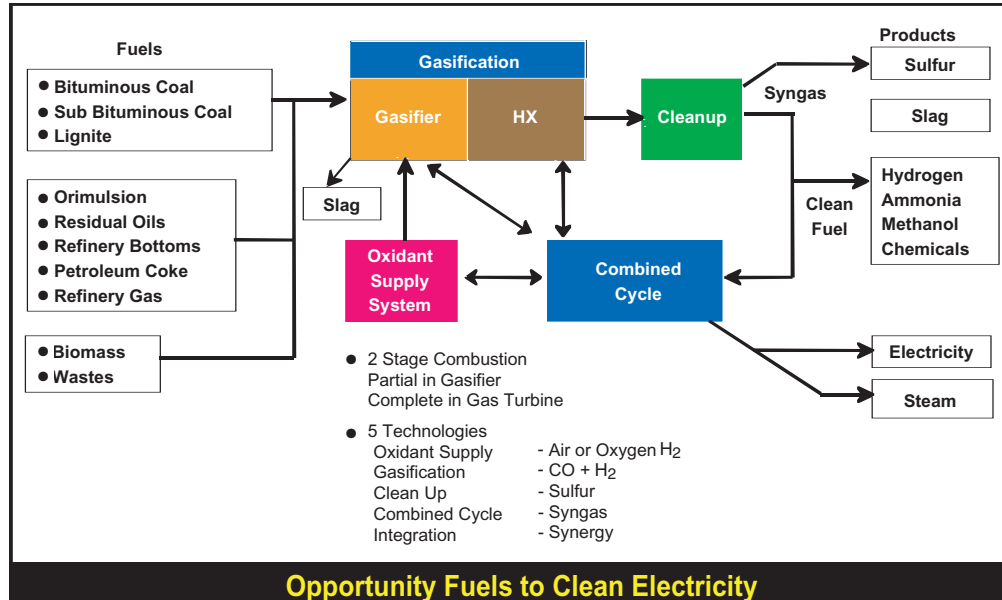 Fuels
● Bituminous Coal
● Sub Bituminous Coal
● Lignite
● Orimulsion
● Residual Oils
● Refinery Bottoms
● Petroleum Coke
● Refinery Gas
● Biomass
● Wastes
Gasification
Gasifier
HX
Slag
Oxidant
Supply
System
Cleanup
Syngas
Clean
Fuel
Combined
Cycle
Products
Sulfur
Slag
Hydrogen
Ammonia
Methanol
Chemicals
Electricity
Steam
● 2 Stage Combustion
Partial in Gasifier
Complete in Gas Turbine
● 5 Technologies
Oxidant Supply - Air or Oxygen H2
Gasification - CO + H2
Clean Up - Sulfur
Combined Cycle - Syngas
Integration - Synergy
Opportunity Fuels to Clean Electricity